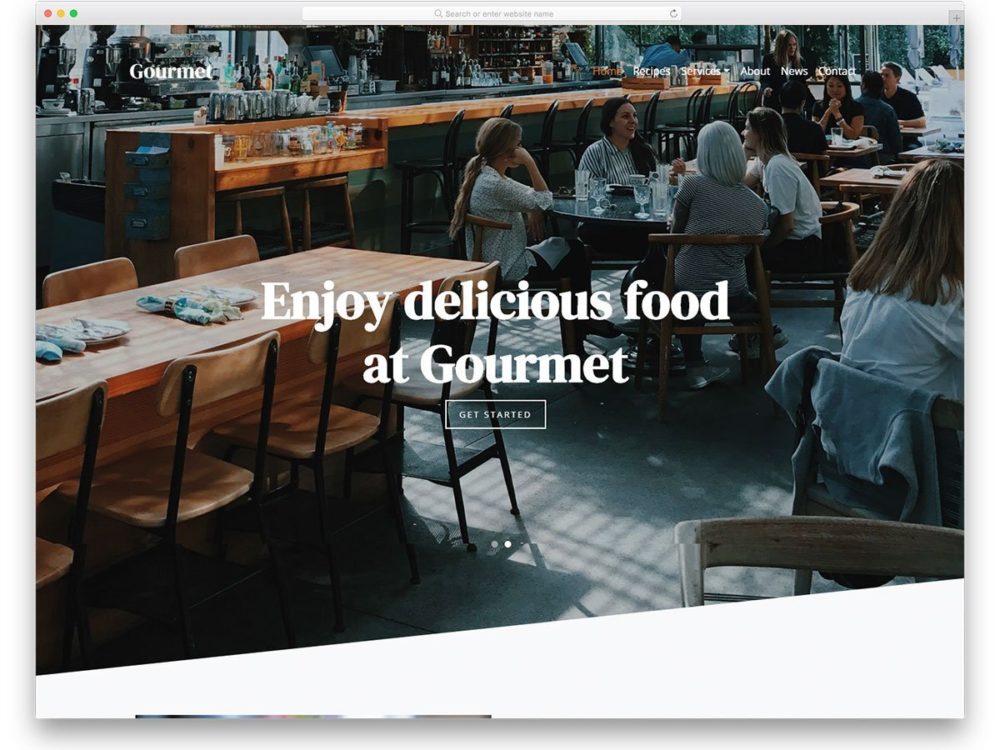 Search or enter website name
Gourmet
Home Recipes Services About News Contact
Enjoy delicious food
at Gourmet
GET STARTED